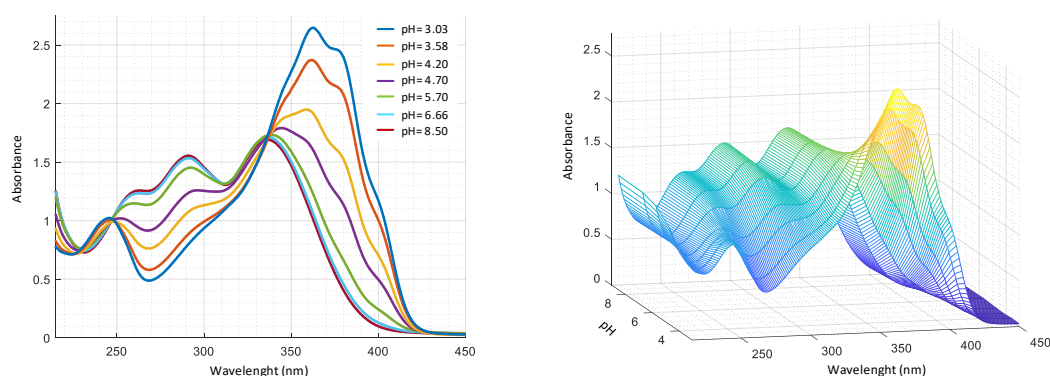 2.5
2
1.5
1
0.5
0
Absorbance
250
300
350
400
450
Wavelenght (nm)
pH= 3.03
pH= 3.58
pH= 4.20
pH= 4.70
pH= 5.70
pH= 6.66
pH= 8.50
2.5
2
1.5
1
0.5
0
Absorbance
8
6
4
pH
250
300
350
400
450
Wavelenght (nm)